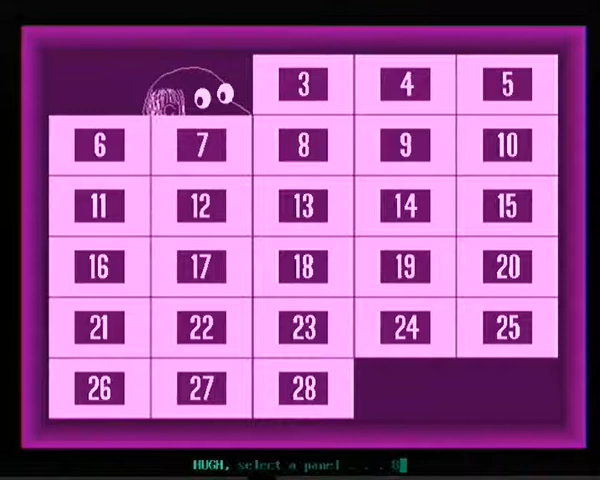 3 4 5
6 7 8 9 10
11 12 13 14 15
16 17 18 19 20
21 22 23 24 25
26 27 28
HUGH, select a panel . . . 8